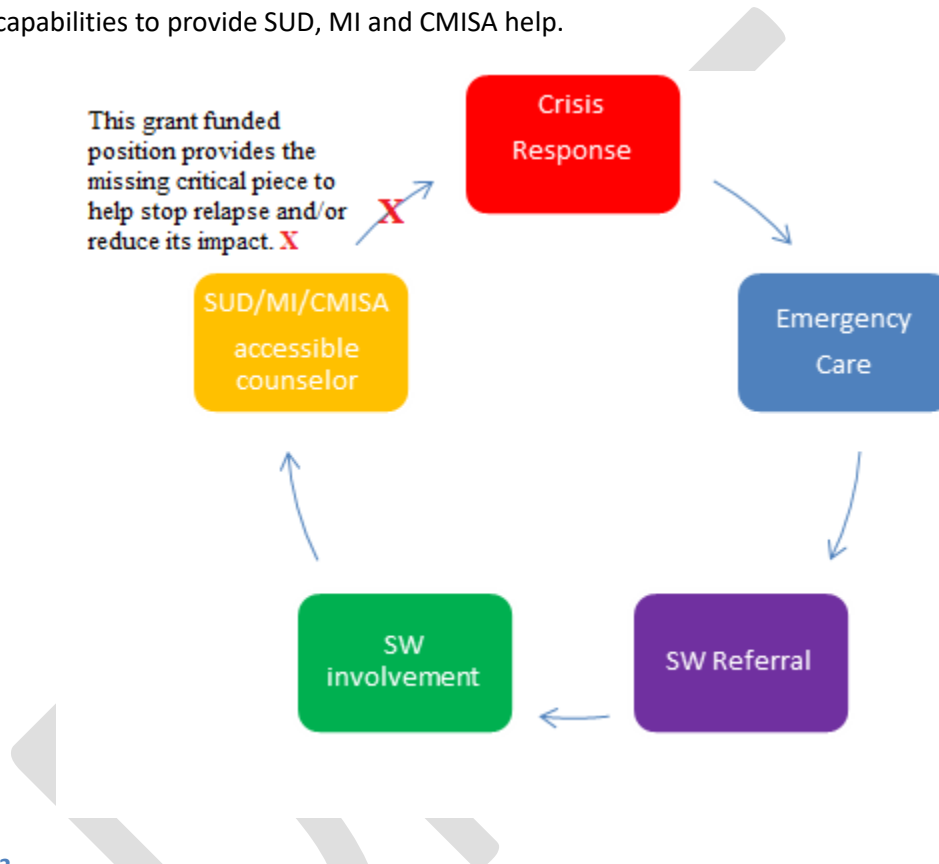 capabilities to provide SUD, MI and CMISA help.
This grant funded
position provides the
missing critical piece to
help stop relapse and/or
reduce its impact. X
X
Crisis
Response
Emergency
Care
SW Referral
SW
involvement
SUD/MI/CMISA
accessible
counselor